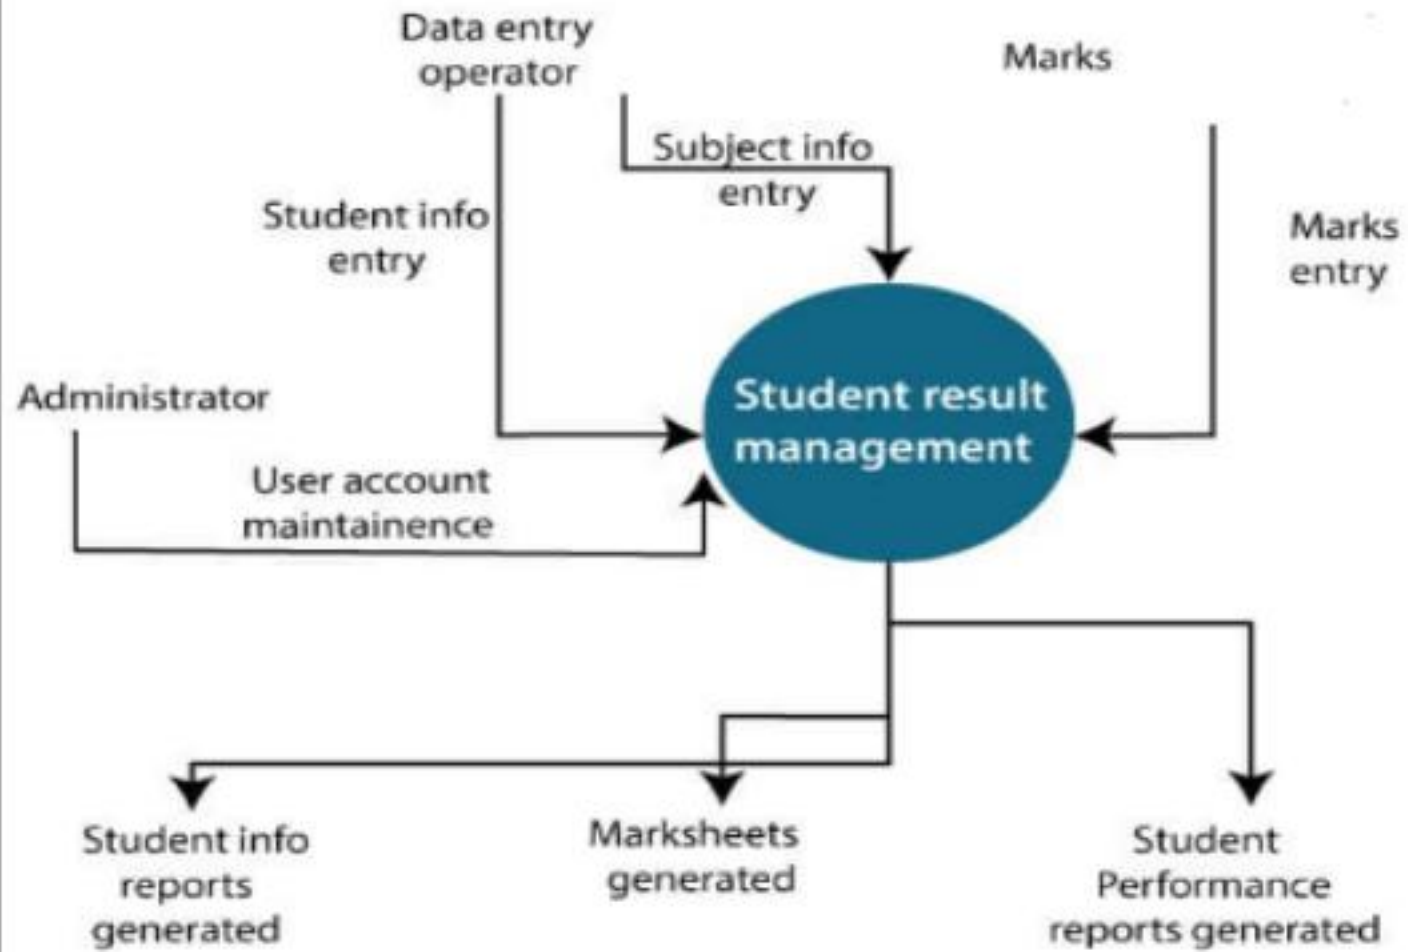 Data entry
operator
Marks
Subject info
entry
Student info
entry
Marks
entry
Administrator
Student result
management
User account
maintainence
Student info
reports
generated
Marksheets
generated
Student
Performance
reports generated